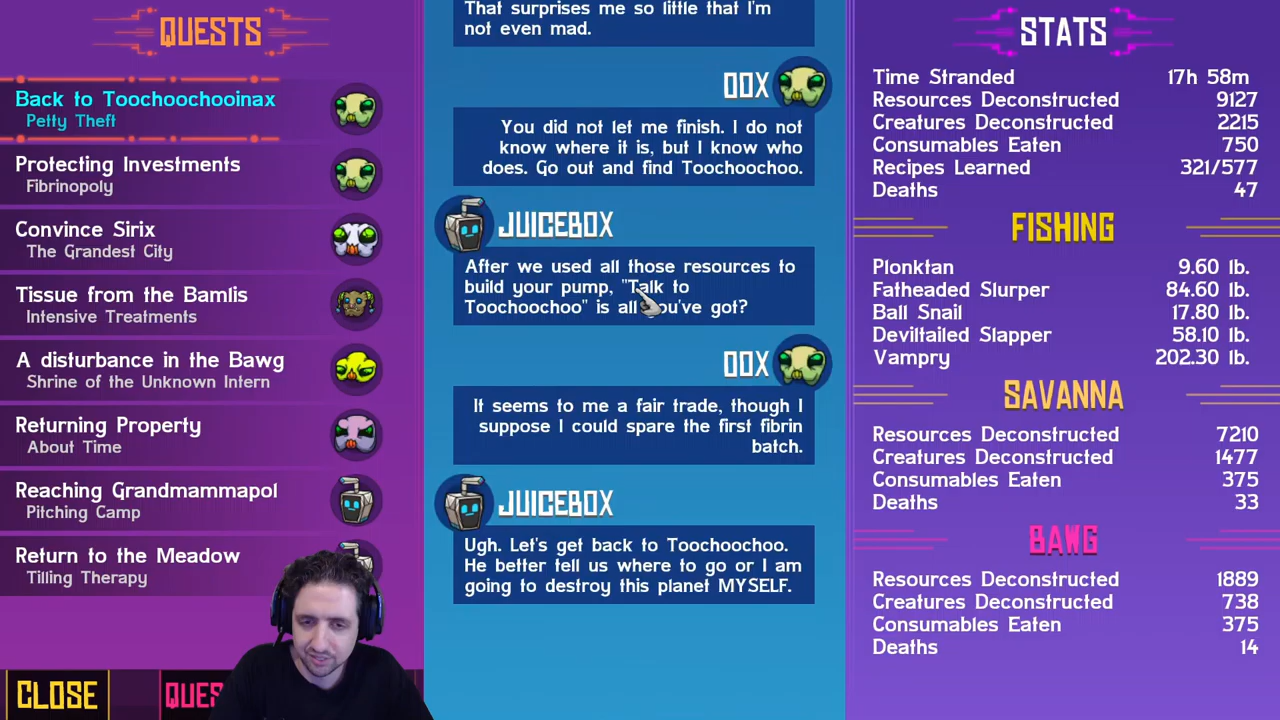 QUESTS
Back to Toochoochooinax
Petty Theft
Protecting Investments
Fibrinopoly
Convince Sirix
The Grandest City
Tissue from the Bamlis
Intensive Treatments
A disturbance in the Bawg
Shrine of the Unknown Intern
Returning Property
About Time
Reaching Grandmammapol
Pitching Camp
Return to the Meadow
Tilling Therapy
CLOSE
QUES
That surprises me so little that I'm
not even mad.
OOX
You did not let me finish. I do not
know where it is, but I know who
does. Go out and find Toochoochoo.
JUICEBOX
After we used all those resources to
build your pump, "Talk to
Toochoochoo" is all you've got?
OOX
It seems to me a fair trade, though I
suppose I could spare the first fibrin
batch.
JUICEBOX
Ugh. Let's get back to Toochoochoo.
He better tell us where to go or I am
going to destroy this planet MYSELF.
STATS
Time Stranded 17h 58m
Resources Deconstructed 9127
Creatures Deconstructed 2215
Consumables Eaten 750
Recipes Learned 321/577
Deaths 47
FISHING
Plonktan 9.60 lb.
Fatheaded Slurper 84.60 lb.
Ball Snail 17.80 lb.
Deviltailed Slapper 58.10 lb.
Vampry 202.30 lb.
SAVANNA
Resources Deconstructed 7210
Creatures Deconstructed 1477
Consumables Eaten 375
Deaths 33
BAWG
Resources Deconstructed 1889
Creatures Deconstructed 738
Consumables Eaten 375
Deaths 14